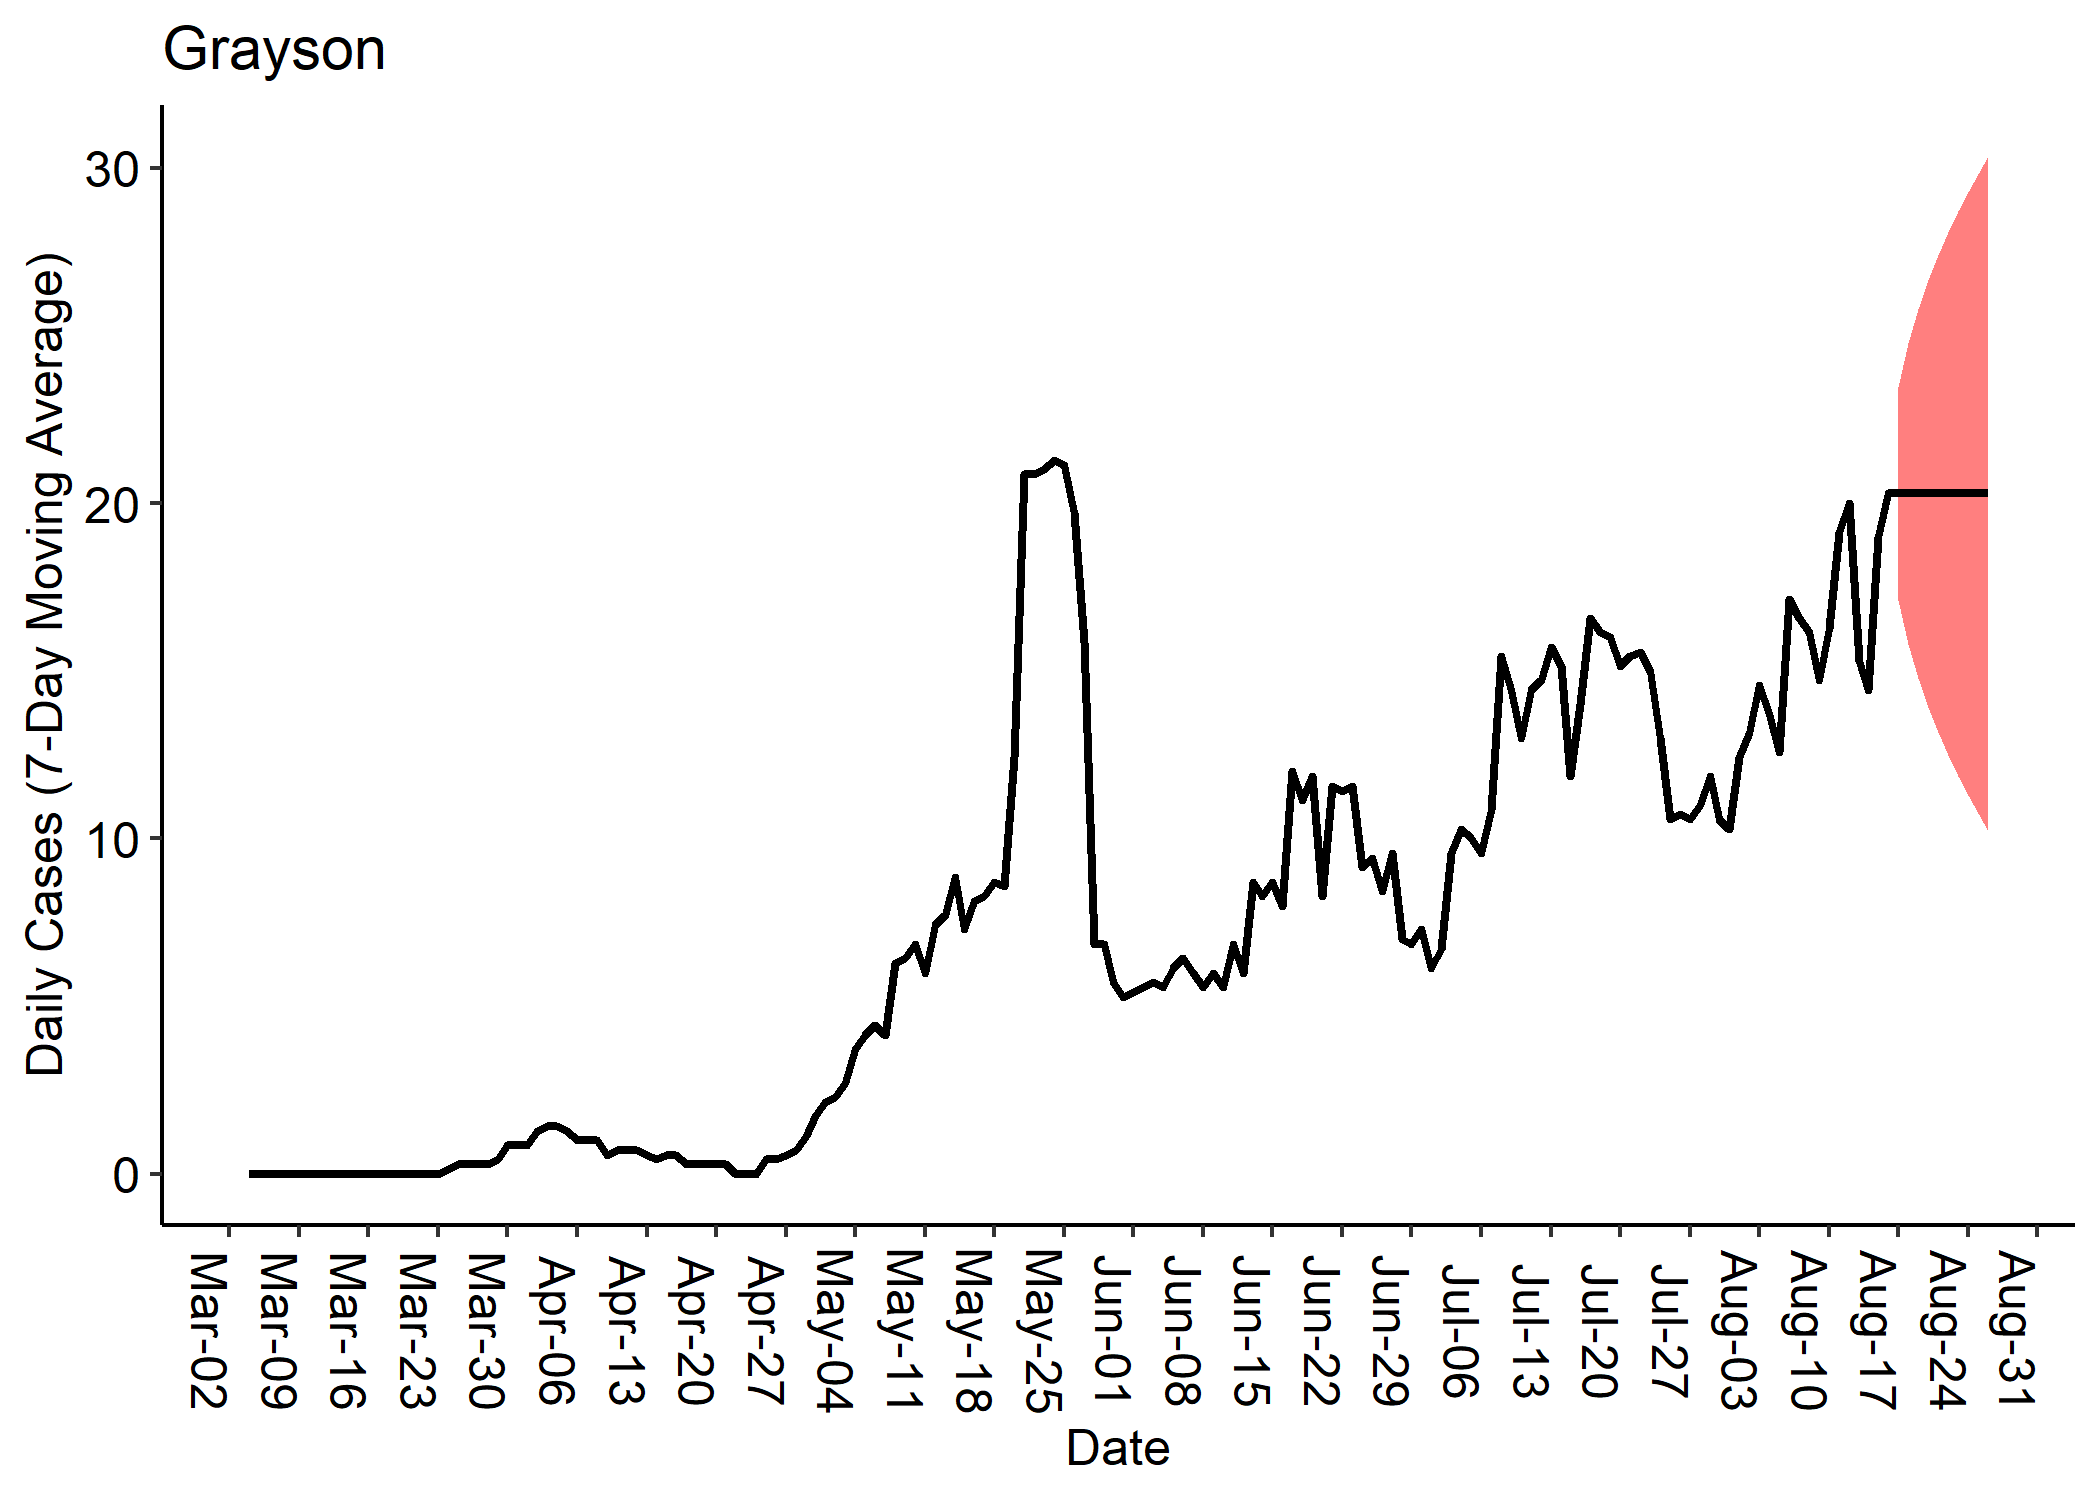 Grayson
Daily Cases (7-Day Moving Average)
30
20
10
0
Mar-02
Mar-09
Mar-16
Mar-23
Mar-30
Apr-06
Apr-13
Apr-20
Apr-27
May-04
May-11
May-18
May-25
Jun-01
Jun-08
Jun-15
Jun-22
Jun-29
Jul-06
Jul-13
Jul-20
Jul-27
Aug-03
Aug-10
Aug-17
Aug-24
Aug-31
Date